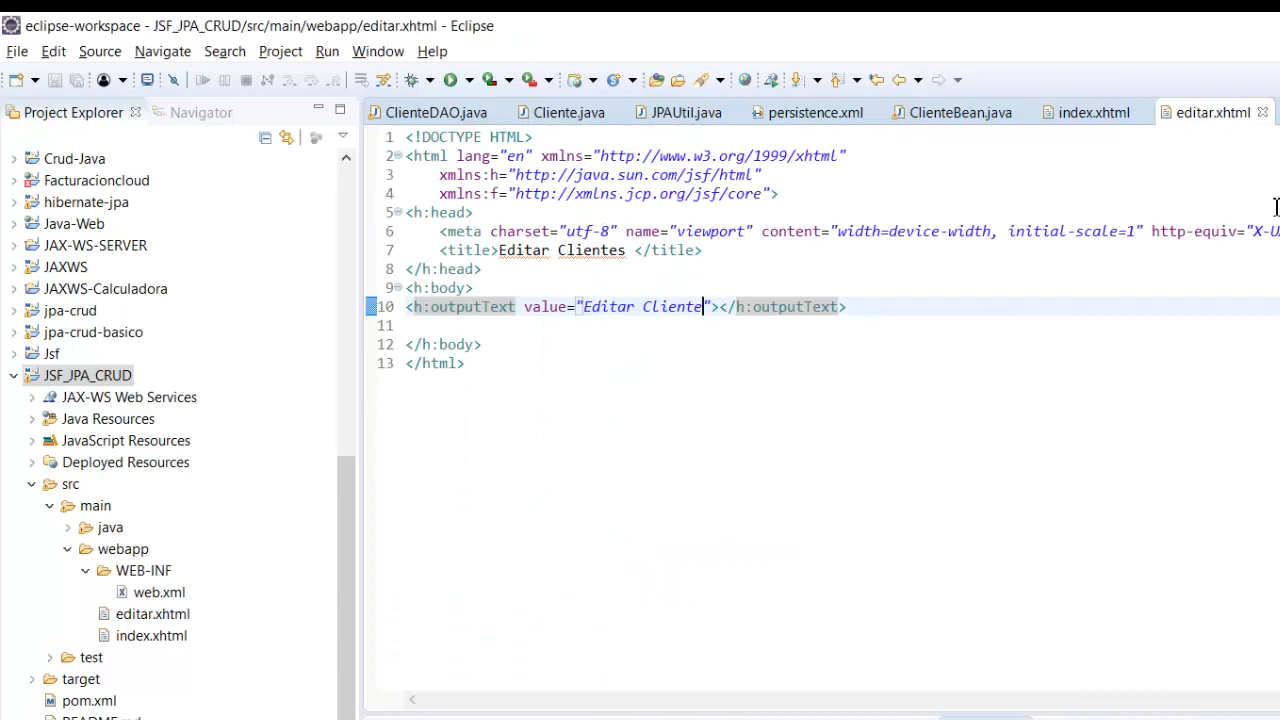 eclipse-workspace - JSF_JPA_CRUD/src/main/webapp/editar.xhtml - Eclipse
File Edit Source Navigate Search Project Run Window Help
Project Explorer Navigator
ClienteDAO.java Cliente.java JPAUtil.java persistence.xml ClienteBean.java index.xhtml editar.xhtml
Crud-Java
Facturacioncloud
hibernate-jpa
Java-Web
JAX-WS-SERVER
JAXWS
JAXWS-Calculadora
jpa-crud
jpa-crud-basico
Jsf
JSF_JPA_CRUD
JAX-WS Web Services
Java Resources
JavaScript Resources
Deployed Resources
src
main
java
webapp
WEB-INF
web.xml
editar.xhtml
index.xhtml
test
target
pom.xml
1 <!DOCTYPE HTML>
2 <html lang="en" xmlns="http://www.w3.org/1999/xhtml"
3 xmlns:h="http://java.sun.com/jsf/html"
4 xmlns:f="http://xmlns.jcp.org/jsf/core">
5 <h:head>
6 <meta charset="utf-8" name="viewport" content="width=device-width, initial-scale=1" http-equiv="X-U
7 <title>Editar Clientes </title>
8 </h:head>
9 <h:body>
10 <h:outputText value="Editar Cliente"></h:outputText>
11
12 </h:body>
13 </html>